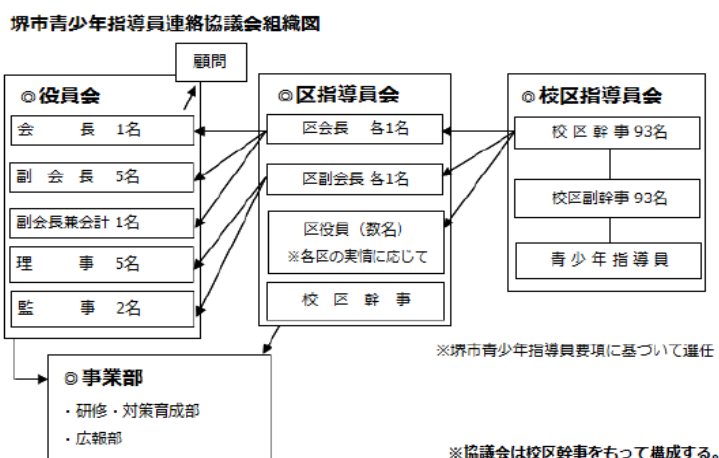 堺市青少年指導員連絡協議会組織図
顧問
◎役員会
会 長 1名
副 会 長 5名
副会長兼会計 1名
理 事 5名
監 事 2名
◎区指導員会
区会長 各1名
区副会長 各1名
区役員（数名）
※各区の実情に応じて
校 区 幹 事
◎校区指導員会
校 区 幹 事 93名
校区副幹事 93名
青 少 年 指 導 員
※堺市青少年指導員要項に基づいて選任
◎事業部
・研修・対策育成部
・広報部
※協議会は校区幹事をもって構成する。